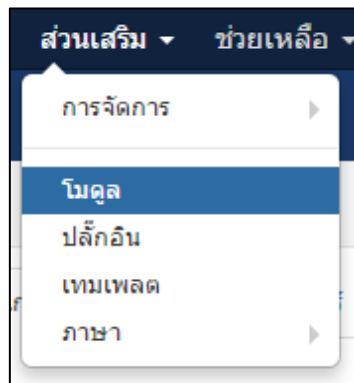 ส่วนเสริม ช่วยเหลือ
การจัดการ
โมดูล
ปลั๊กอิน
เทมเพลต
ภาษา